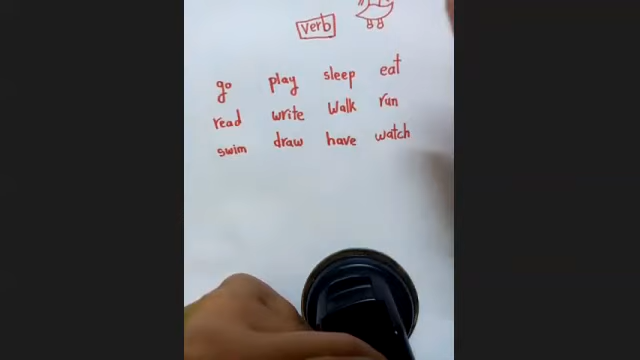 verb
go play sleep eat
read write walk run
swim draw have watch